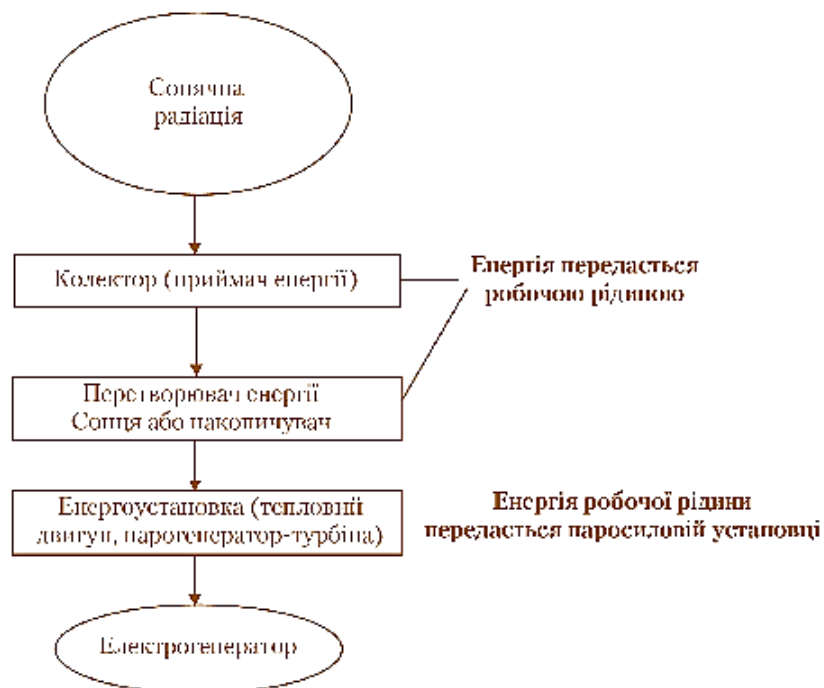 Сонячна
радіація
Колектор (приймач енергії)
Енергія передається
робочою рідиною
Перетворювач енергії
Сонця або накопичувач
Енергоустановка (тепловий
двигун, парогенератор-турбіна)
Енергія робочої рідини
передається паросиловій установці
Електрогенератор